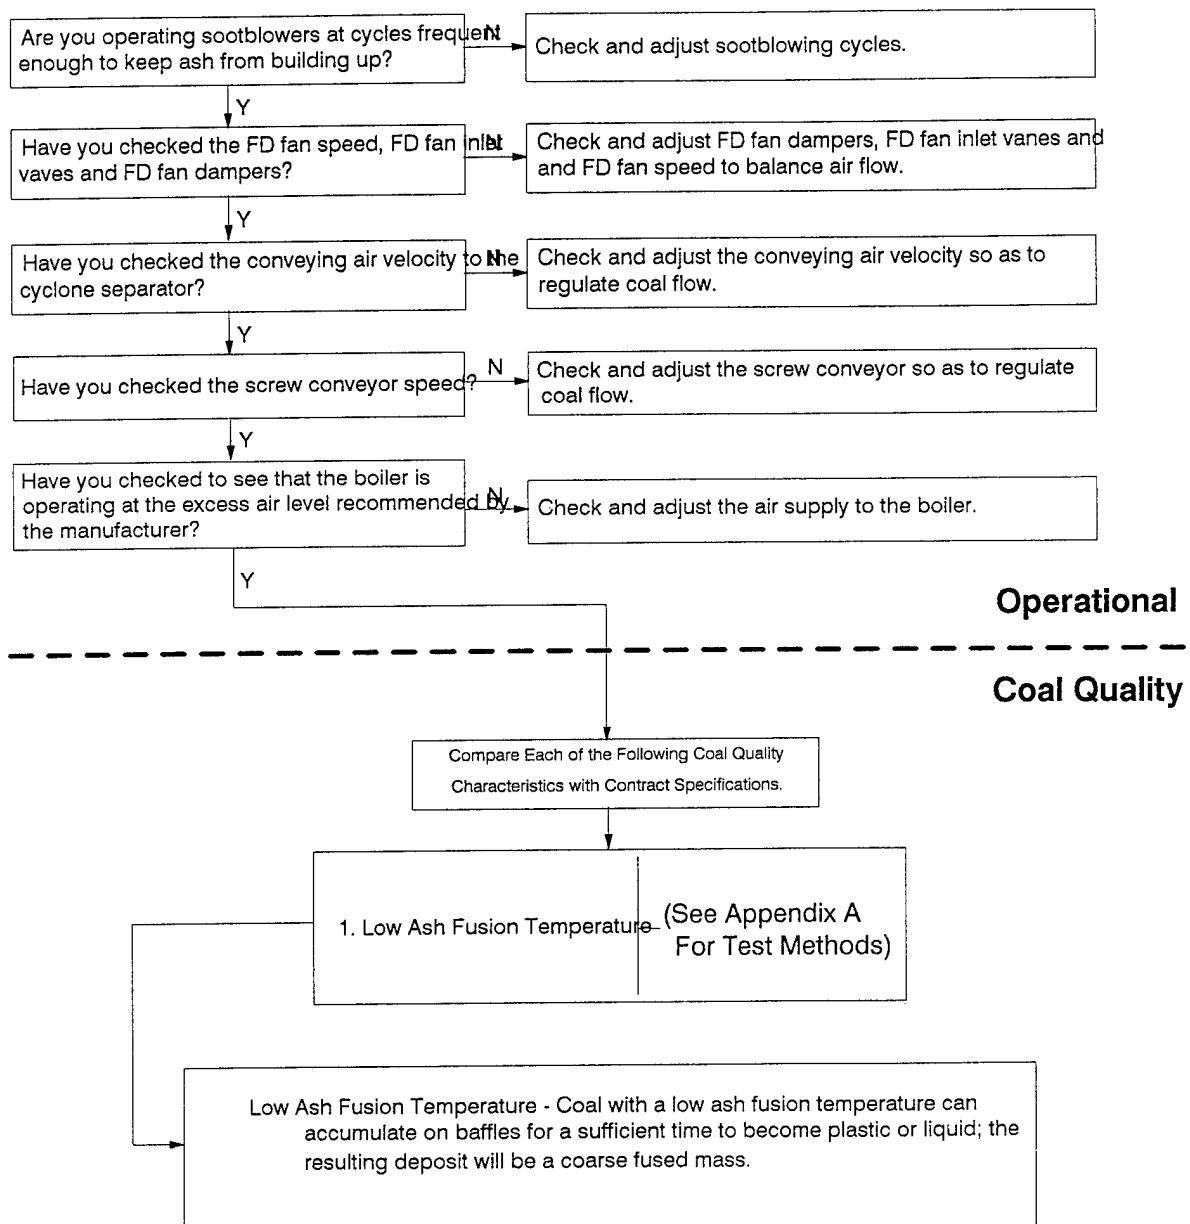 Are you operating sootblowers at cycles frequent
enough to keep ash from building up?
N
Check and adjust sootblowing cycles.
Y
Have you checked the FD fan speed, FD fan inlet
vaves and FD fan dampers?
N
Check and adjust FD fan dampers, FD fan inlet vanes and
and FD fan speed to balance air flow.
Y
Have you checked the conveying air velocity to the
cyclone separator?
N
Check and adjust the conveying air velocity so as to
regulate coal flow.
Y
Have you checked the screw conveyor speed?
N
Check and adjust the screw conveyor so as to regulate
coal flow.
Y
Have you checked to see that the boiler is
operating at the excess air level recommended by
the manufacturer?
N
Check and adjust the air supply to the boiler.
Y
Operational
Coal Quality
Compare Each of the Following Coal Quality
Characteristics with Contract Specifications.
1. Low Ash Fusion Temperature
(See Appendix A
For Test Methods)
Low Ash Fusion Temperature - Coal with a low ash fusion temperature can
accumulate on baffles for a sufficient time to become plastic or liquid; the
resulting deposit will be a coarse fused mass.